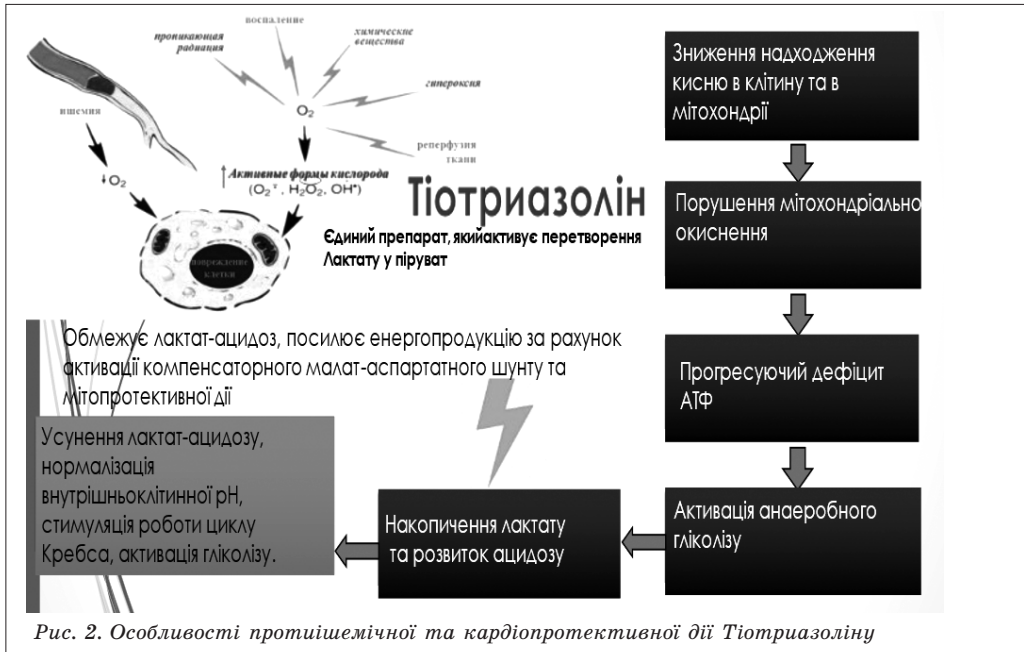 воспаление
проникающая
радиация
химические
вещества
гипероксия
ишемия
O₂
реперфузия
ткани
↓O₂
↑ Активные формы кислорода
(O₂⁻, H₂O₂, OH•)
повреждение
клетки
Тіотриазолін
Єдиний препарат, якийактивує перетворення
Лактату у піруват
Зниження надходження
кисню в клітину та в
мітохондрії
Порушення мітохондріально
окиснення
Прогресуючий дефіцит
АТФ
Активація анаеробного
гліколізу
Накопичення лактату
та розвиток ацидозу
Обмежує лактат-ацидоз, посилює енергопродукцію за рахунок
активації компенсаторного малат-аспартатного шунту та
мітопротективної дії
Усунення лактат-ацидозу,
нормалізація
внутрішньоклітинної рН,
стимуляція роботи циклу
Кребса, активація гліколізу.
Рис. 2. Особливості протиішемічної та кардіопротективної дії Тіотриазоліну